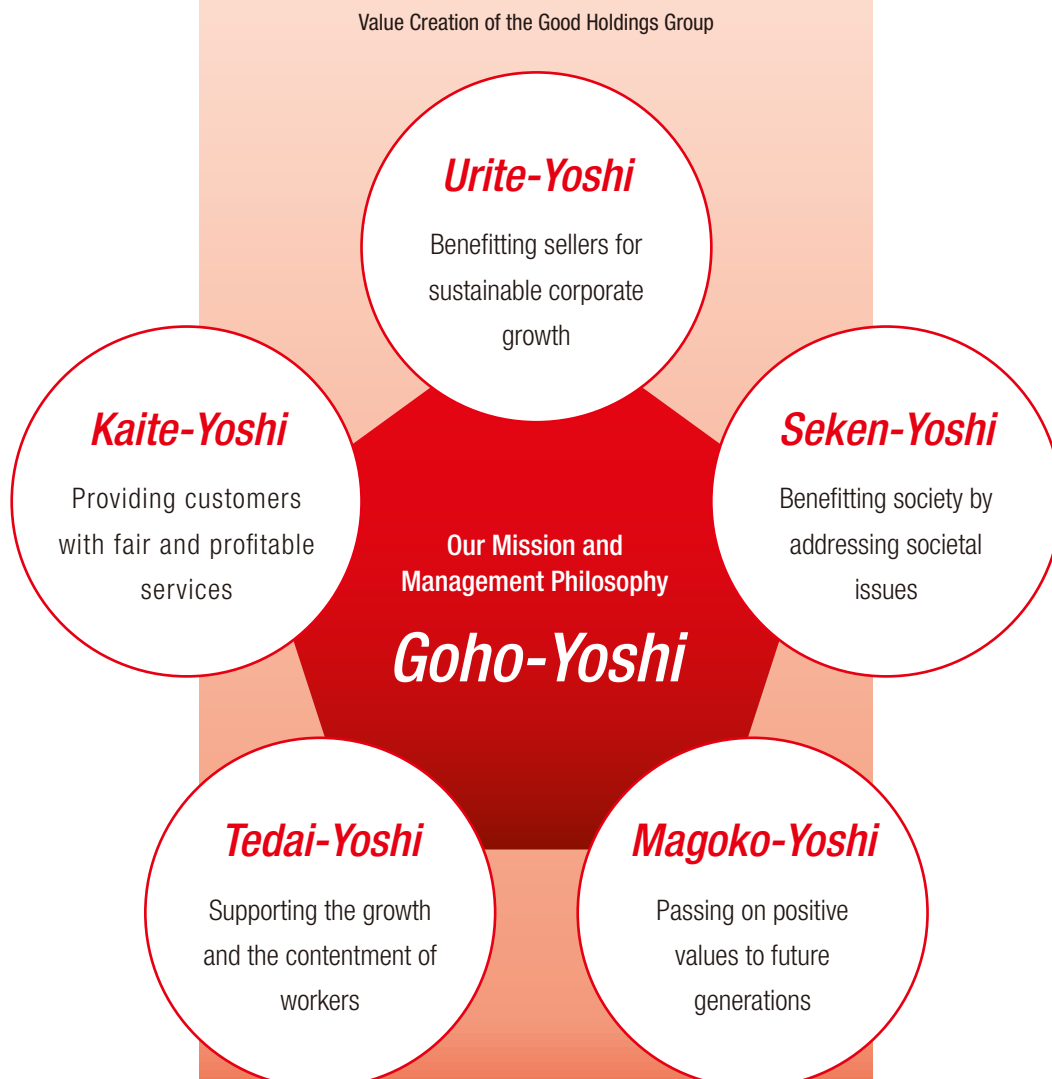 Value Creation of the Good Holdings Group
Urite-Yoshi
Benefitting sellers for
sustainable corporate
growth
Kaite-Yoshi
Providing customers
with fair and profitable
services
Seken-Yoshi
Benefitting society by
addressing societal
issues
Our Mission and
Management Philosophy
Goho-Yoshi
Tedai-Yoshi
Supporting the growth
and the contentment of
workers
Magoko-Yoshi
Passing on positive
values to future
generations